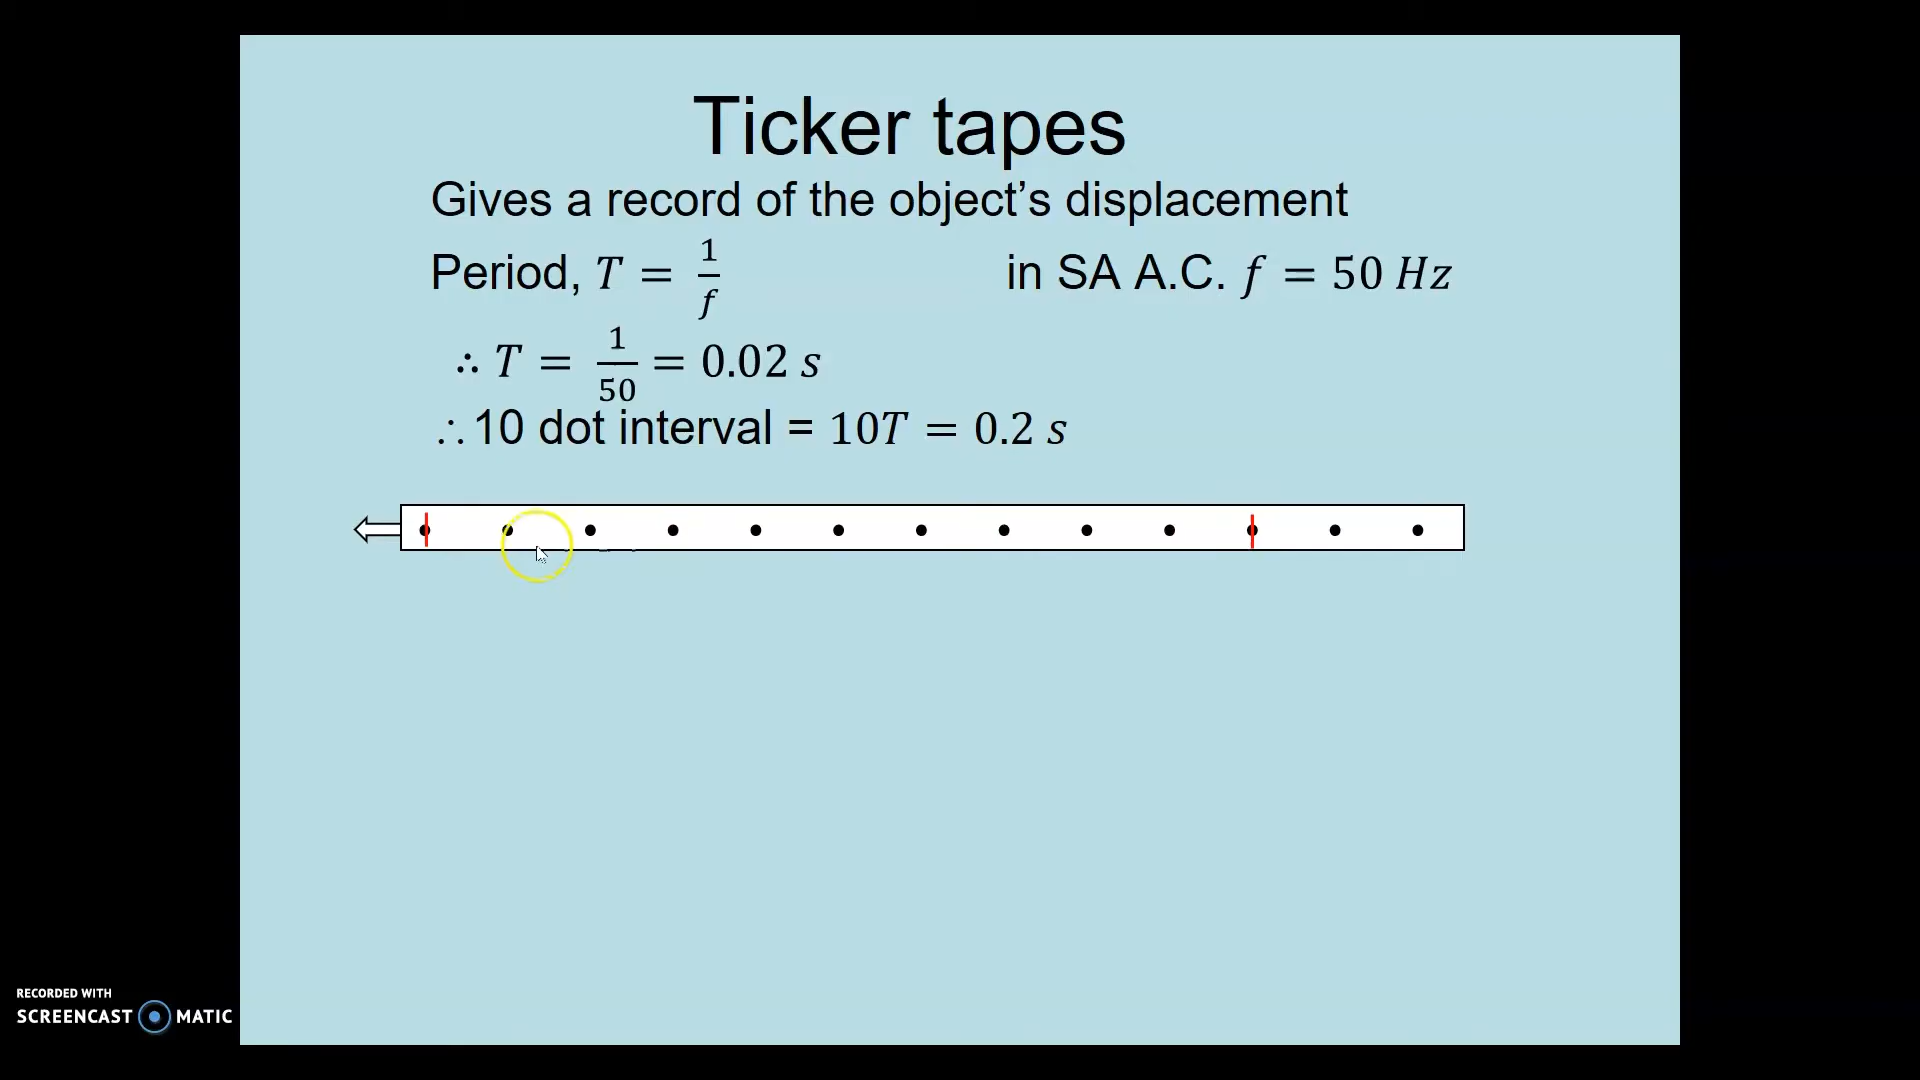 Ticker tapes
Gives a record of the object’s displacement
Period, T = 1/f in SA A.C. f = 50 Hz
∴ T = 1/50 = 0.02 s
∴10 dot interval = 10T = 0.2 s
RECORDED WITH
SCREENCAST MATIC